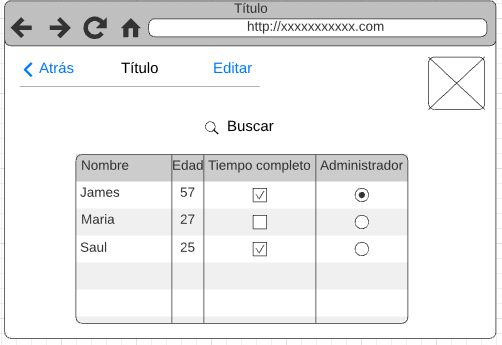 Título
http://xxxxxxxxxxx.com
Atrás Título Editar
Buscar
Nombre Edad Tiempo completo Administrador
James 57
Maria 27
Saul 25